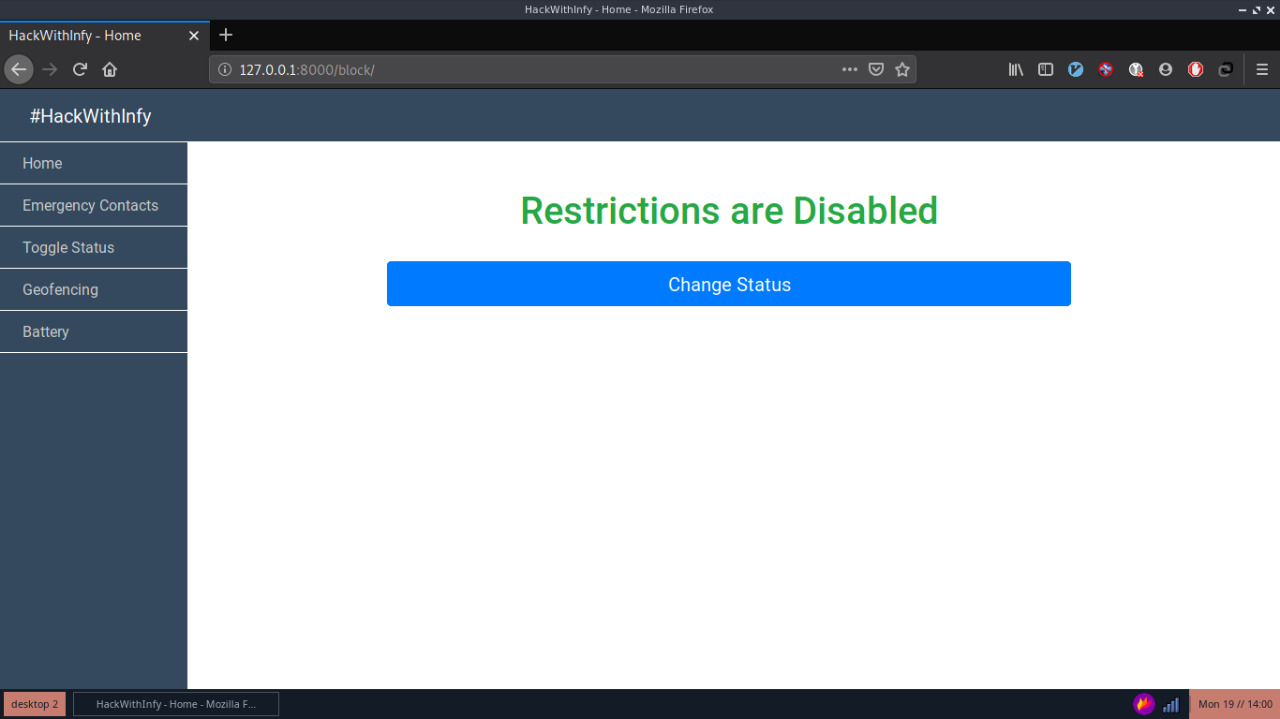 HackWithInfy - Home - Mozilla Firefox
HackWithInfy - Home
127.0.0.1:8000/block/
#HackWithInfy
Home
Emergency Contacts
Toggle Status
Geofencing
Battery
Restrictions are Disabled
Change Status
desktop 2
HackWithInfy - Home - Mozilla F...
Mon 19 // 14:00